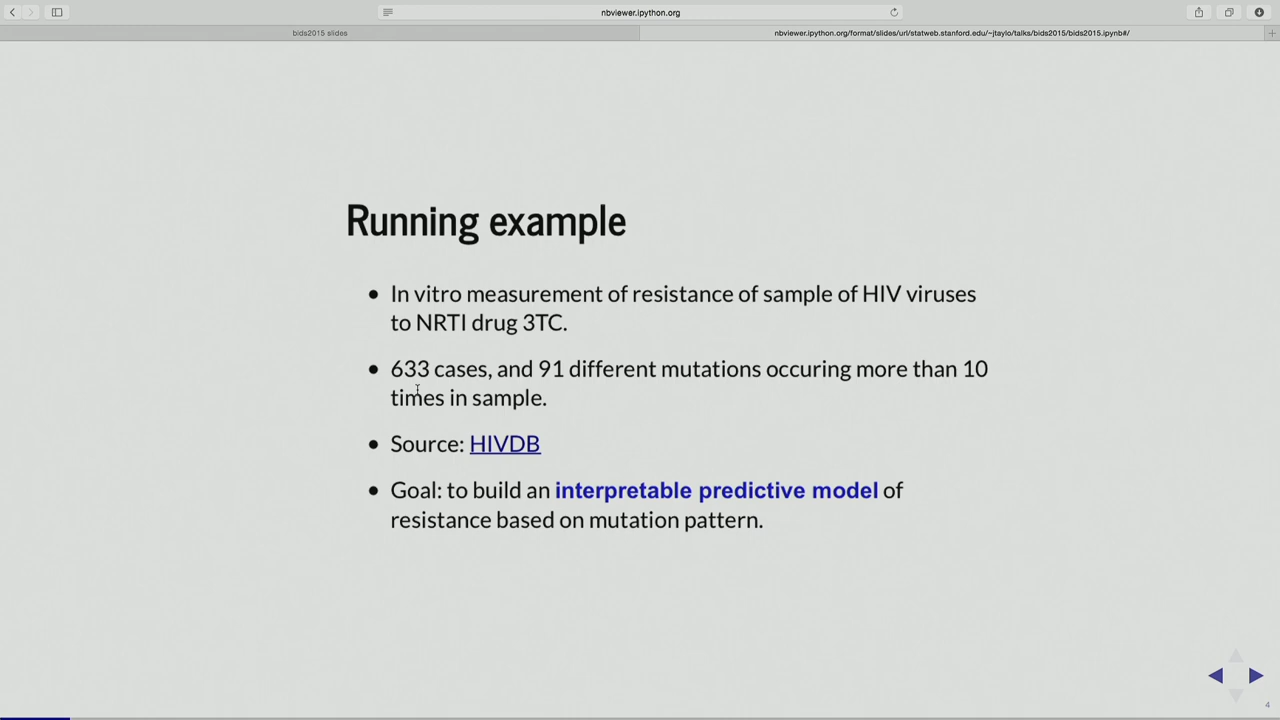 nbviewer.ipython.org
bids2015 slides
nbviewer.ipython.org/format/slides/url/statweb.stanford.edu/~jtaylo/talks/bids2015/bids2015.ipynb#/
Running example
In vitro measurement of resistance of sample of HIV viruses
to NRTI drug 3TC.
633 cases, and 91 different mutations occuring more than 10
times in sample.
Source: HIVDB
Goal: to build an interpretable predictive model of
resistance based on mutation pattern.
4